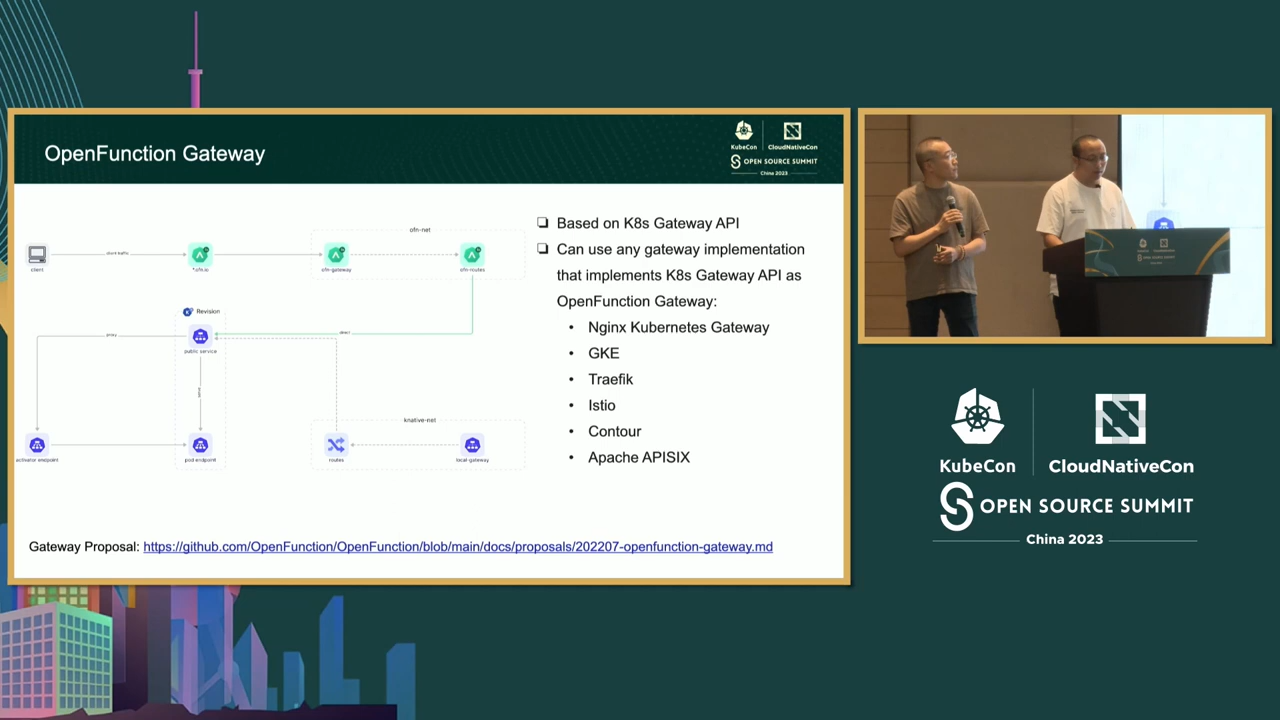 OpenFunction Gateway
KubeCon
CloudNativeCon
OPEN SOURCE SUMMIT
China 2023
client
client traffic
*.ofn.io
ofn-net
ofn-gateway
ofn-routes
Revision
public service
direct
proxy
activator endpoint
pod endpoint
knative-net
routes
local gateway
Based on K8s Gateway API
Can use any gateway implementation
that implements K8s Gateway API as
OpenFunction Gateway:
• Nginx Kubernetes Gateway
• GKE
• Traefik
• Istio
• Contour
• Apache APISIX
Gateway Proposal: https://github.com/OpenFunction/OpenFunction/blob/main/docs/proposals/202207-openfunction-gateway.md
KubeCon
CloudNativeCon
OPEN SOURCE SUMMIT
China 2023